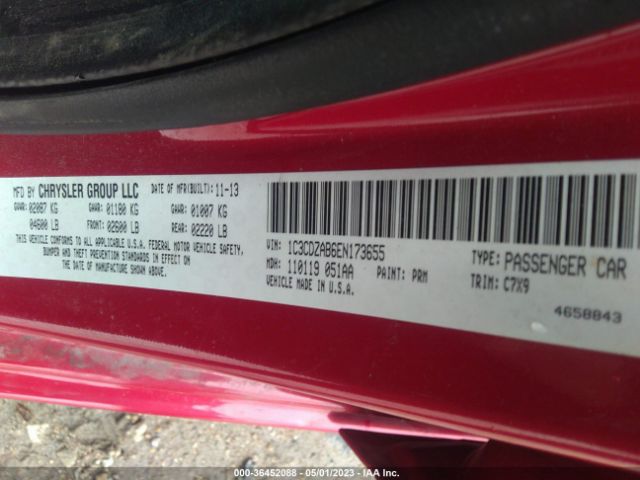 MFD BY CHRYSLER GROUP LLC DATE OF MFR(BUILT): 11-13
GVWR: 02087 KG GAWR: 01180 KG GAWR: 01007 KG
04600 LB FRONT: 02600 LB REAR: 02220 LB
THIS VEHICLE CONFORMS TO ALL FEDERAL MOTOR VEHICLE SAFETY,
BUMPER AND THEFT PREVENTION STANDARDS IN EFFECT ON
THE DATE OF MANUFACTURE SHOWN ABOVE.
VIN: 1C3CDZAB6EN173655 TYPE: PASSENGER CAR
MDH: 110119 051AA PAINT: PRM TRIM: C7X9
VEHICLE MADE IN U.S.A.
4658843
000-36452088 - 05/01/2023 - IAA Inc.